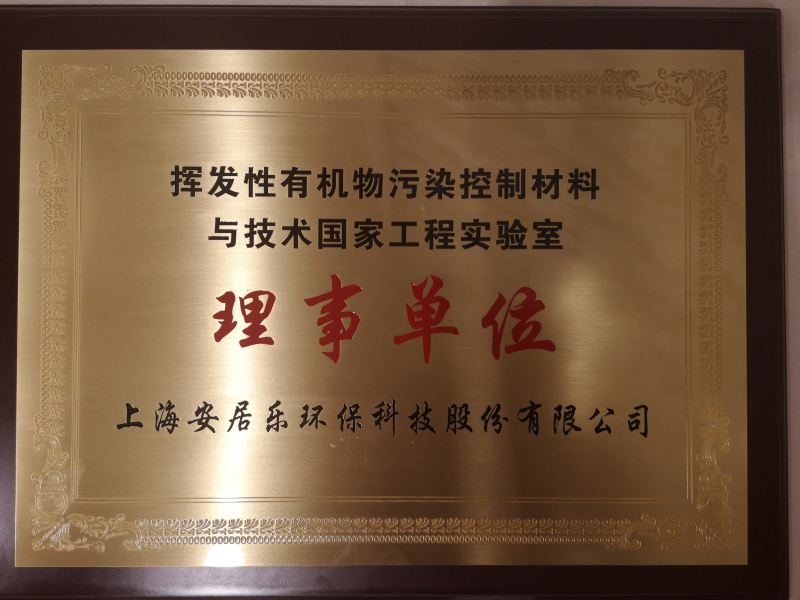 挥发性有机物污染控制材料
与技术国家工程实验室
理事单位
上海安居乐环保科技股份有限公司